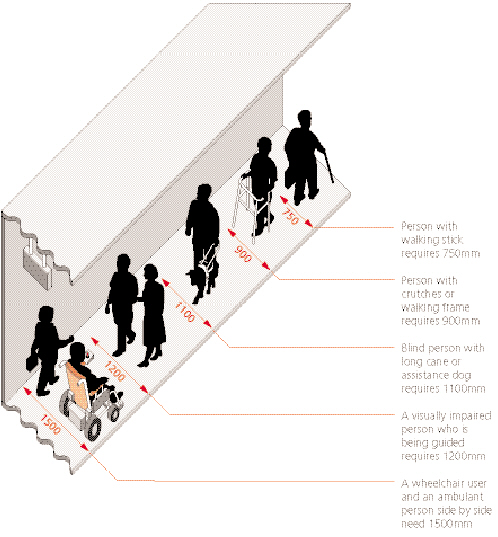 750
Person with
walking stick
requires 750mm
900
Person with
crutches or
walking frame
requires 900mm
1100
Blind person with
long cane or
assistance dog
requires 1100mm
1200
A visually impaired
person who is
being guided
requires 1200mm
1500
A wheelchair user
and an ambulant
person side by side
need 1500mm